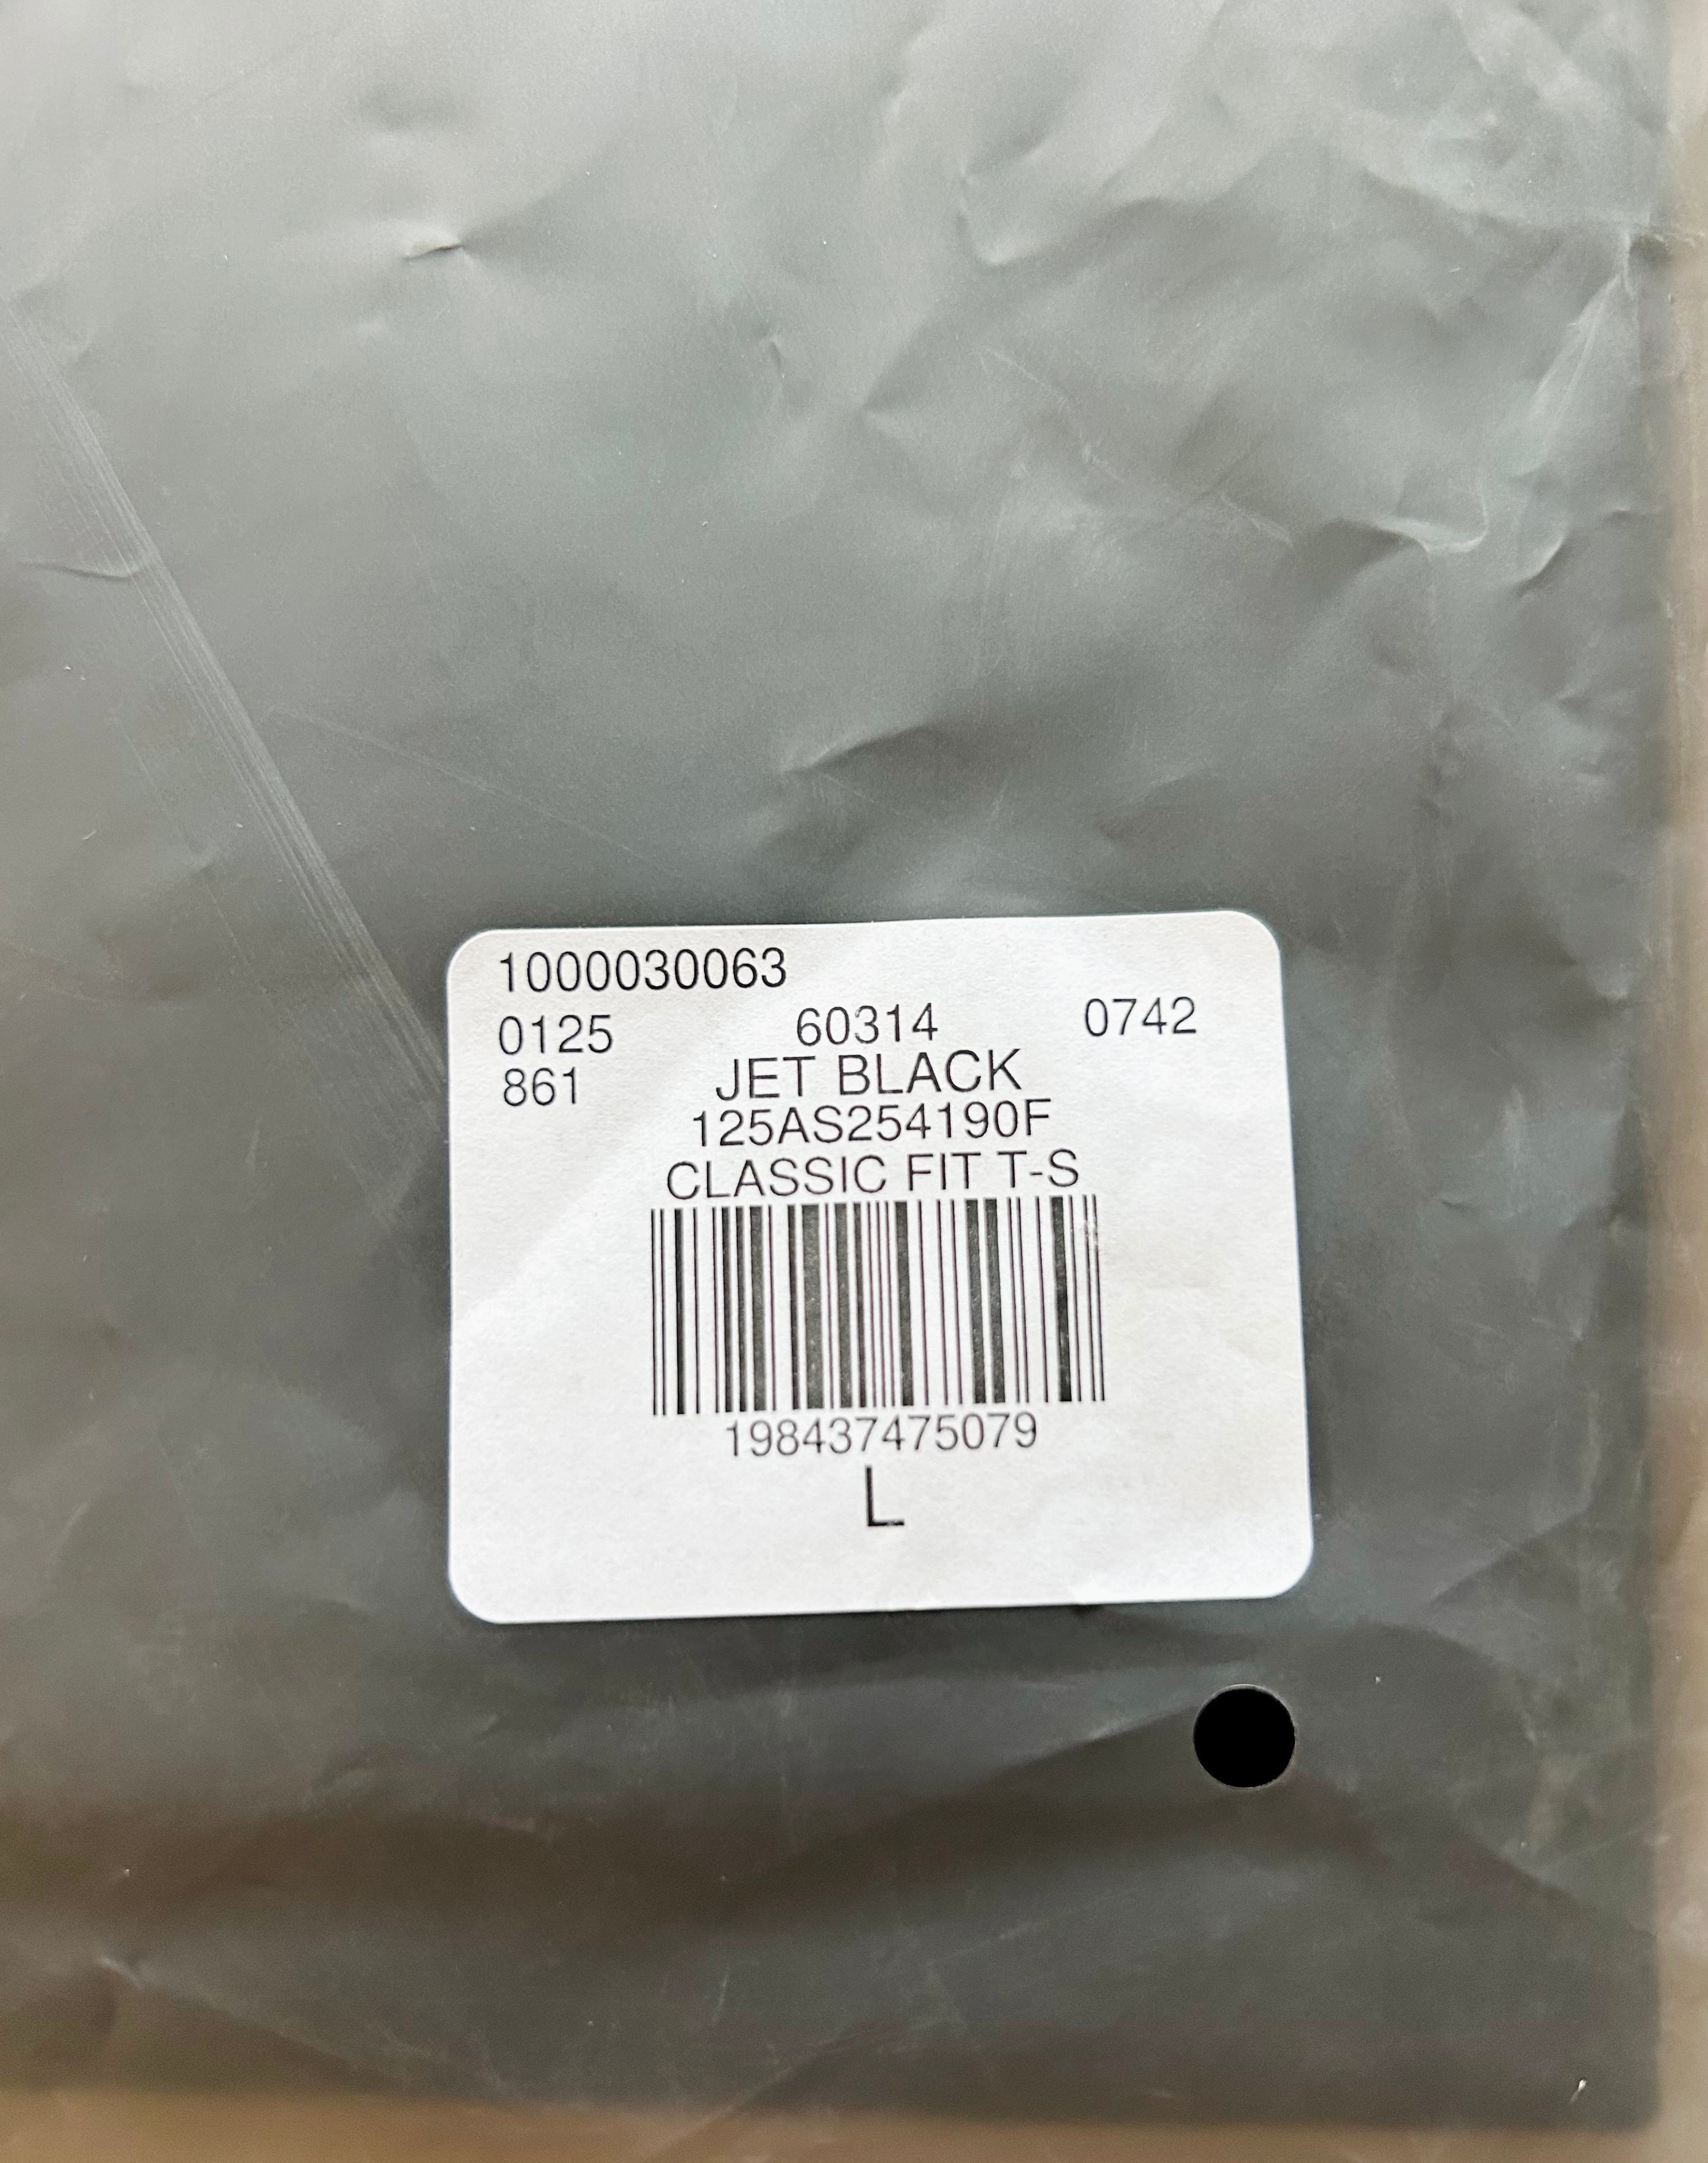 1000030063
0125 60314 0742
861 JET BLACK
125AS254190F
CLASSIC FIT T-S
198437475079
L